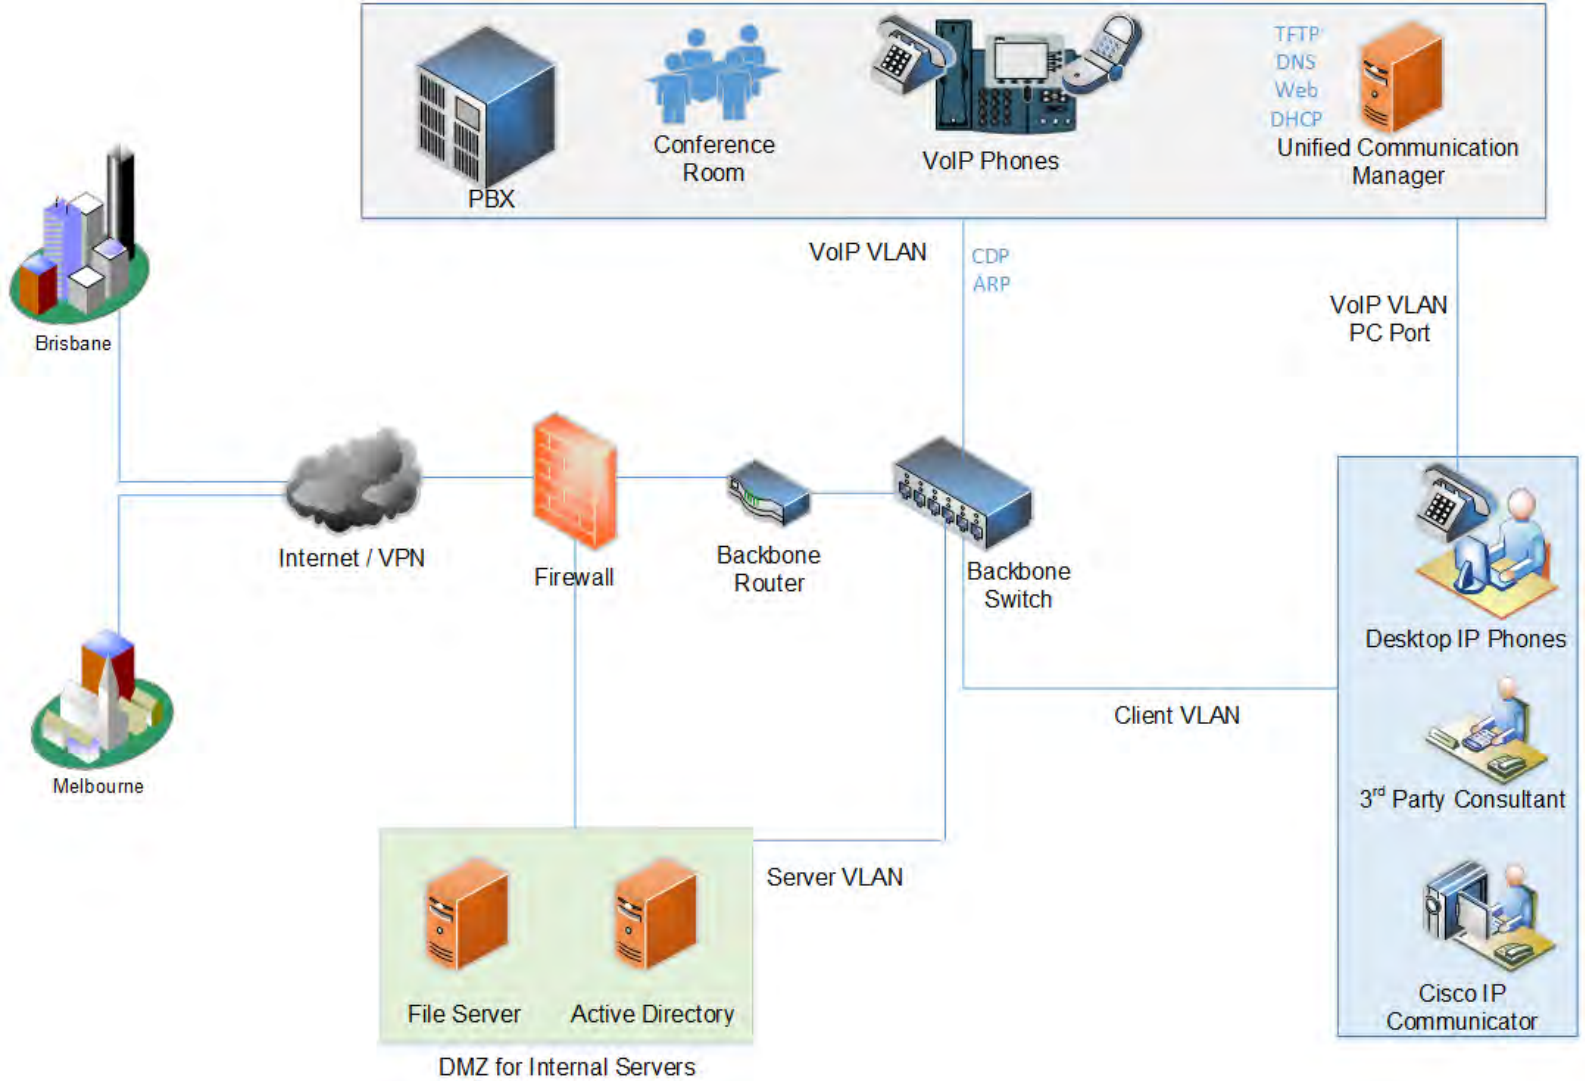 TFTP
DNS
Web
DHCP
PBX
Conference
Room
VoIP Phones
Unified Communication
Manager
VoIP VLAN
CDP
ARP
VoIP VLAN
PC Port
Brisbane
Internet / VPN
Firewall
Backbone
Router
Backbone
Switch
Desktop IP Phones
Client VLAN
Melbourne
3rd Party Consultant
Server VLAN
File Server
Active Directory
Cisco IP
Communicator
DMZ for Internal Servers